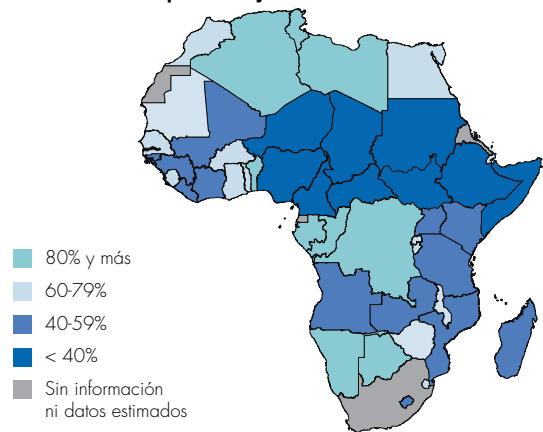 80% y más
60-79%
40-59%
< 40%
Sin información
ni datos estimados